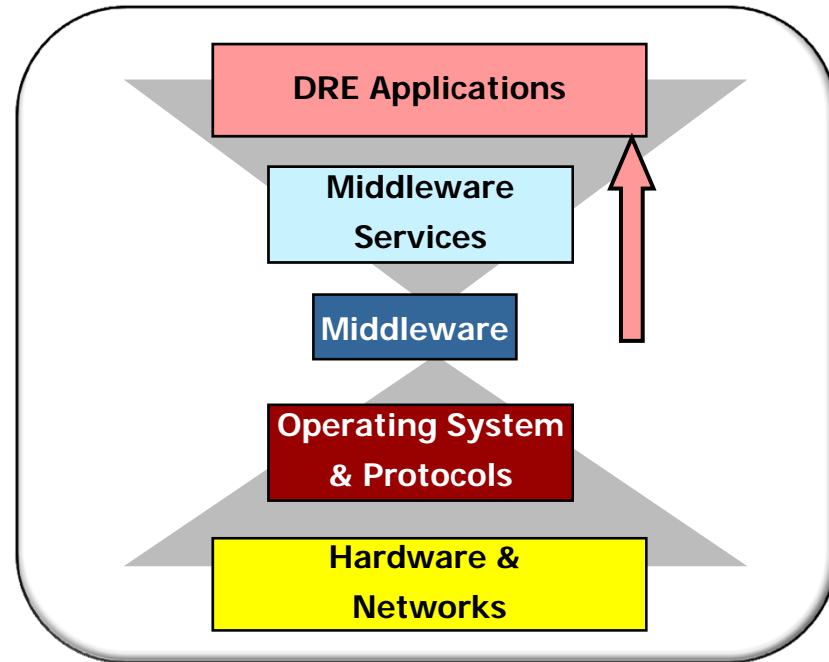 DRE Applications
Middleware
Services
Middleware
Operating System
& Protocols
Hardware &
Networks